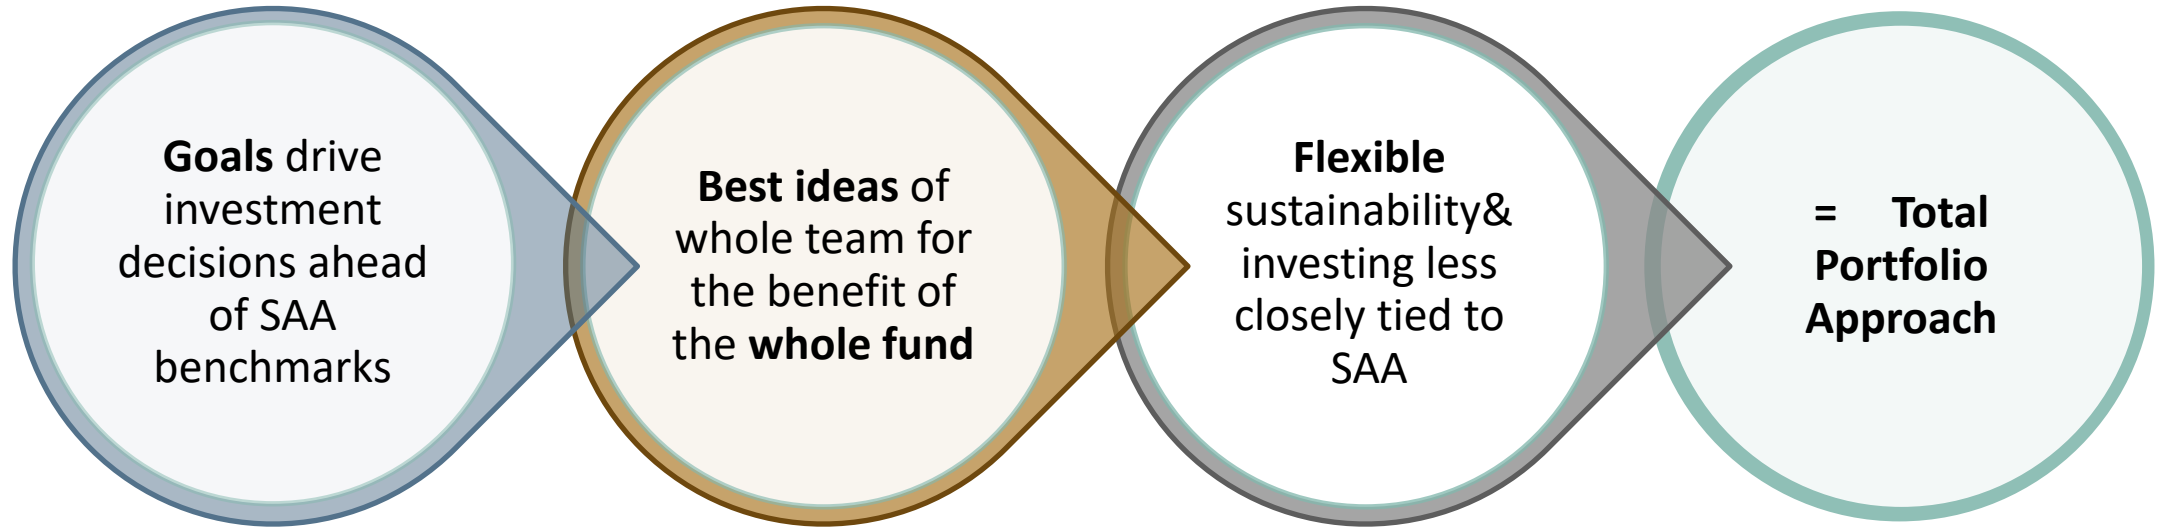 Goals drive
investment
decisions ahead
of SAA
benchmarks
Best ideas of
whole team for
the benefit of
the whole fund
Flexible
sustainability&
investing less
closely tied to
SAA
= Total
Portfolio
Approach